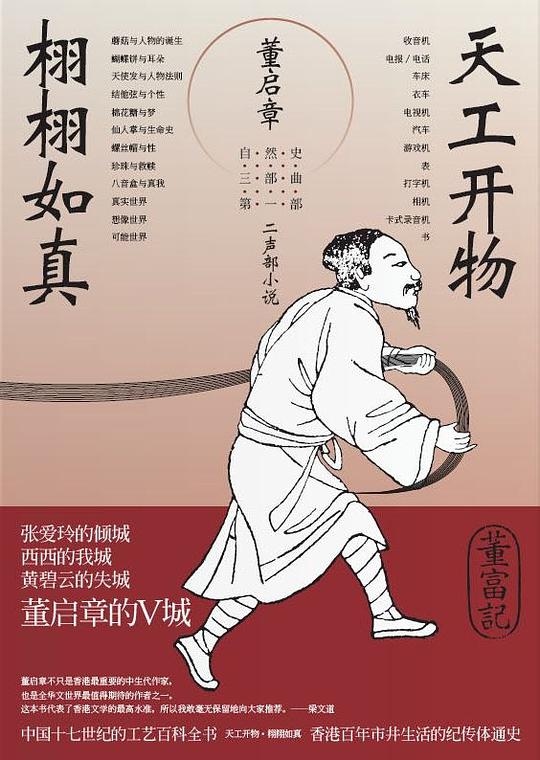 天工开物
栩栩如真
董启章
自然史
三部曲
第一部
二声部小说
收音机
电报/电话
车床
衣车
电视机
汽车
游戏机
表
打字机
相机
卡式录音机
书
蘑菇与人物的诞生
蝴蝶饼与耳朵
天使发与人物法则
结他弦与个性
棉花糖与梦
仙人掌与生命史
螺丝帽与性
珍珠与救赎
八音盒与真我
真实世界
想像世界
可能世界
张爱玲的倾城
西西的我城
黄碧云的失城
董启章的V城
董富記
董启章不只是香港最重要的中生代作家，
也是全华文世界最值得期待的作者之一。
这本书代表了香港文学的最高水准，所以我敢毫无保留地向大家推荐。——梁文道
中国十七世纪的工艺百科全书 天工开物·栩栩如真 香港百年市井生活的纪传体通史